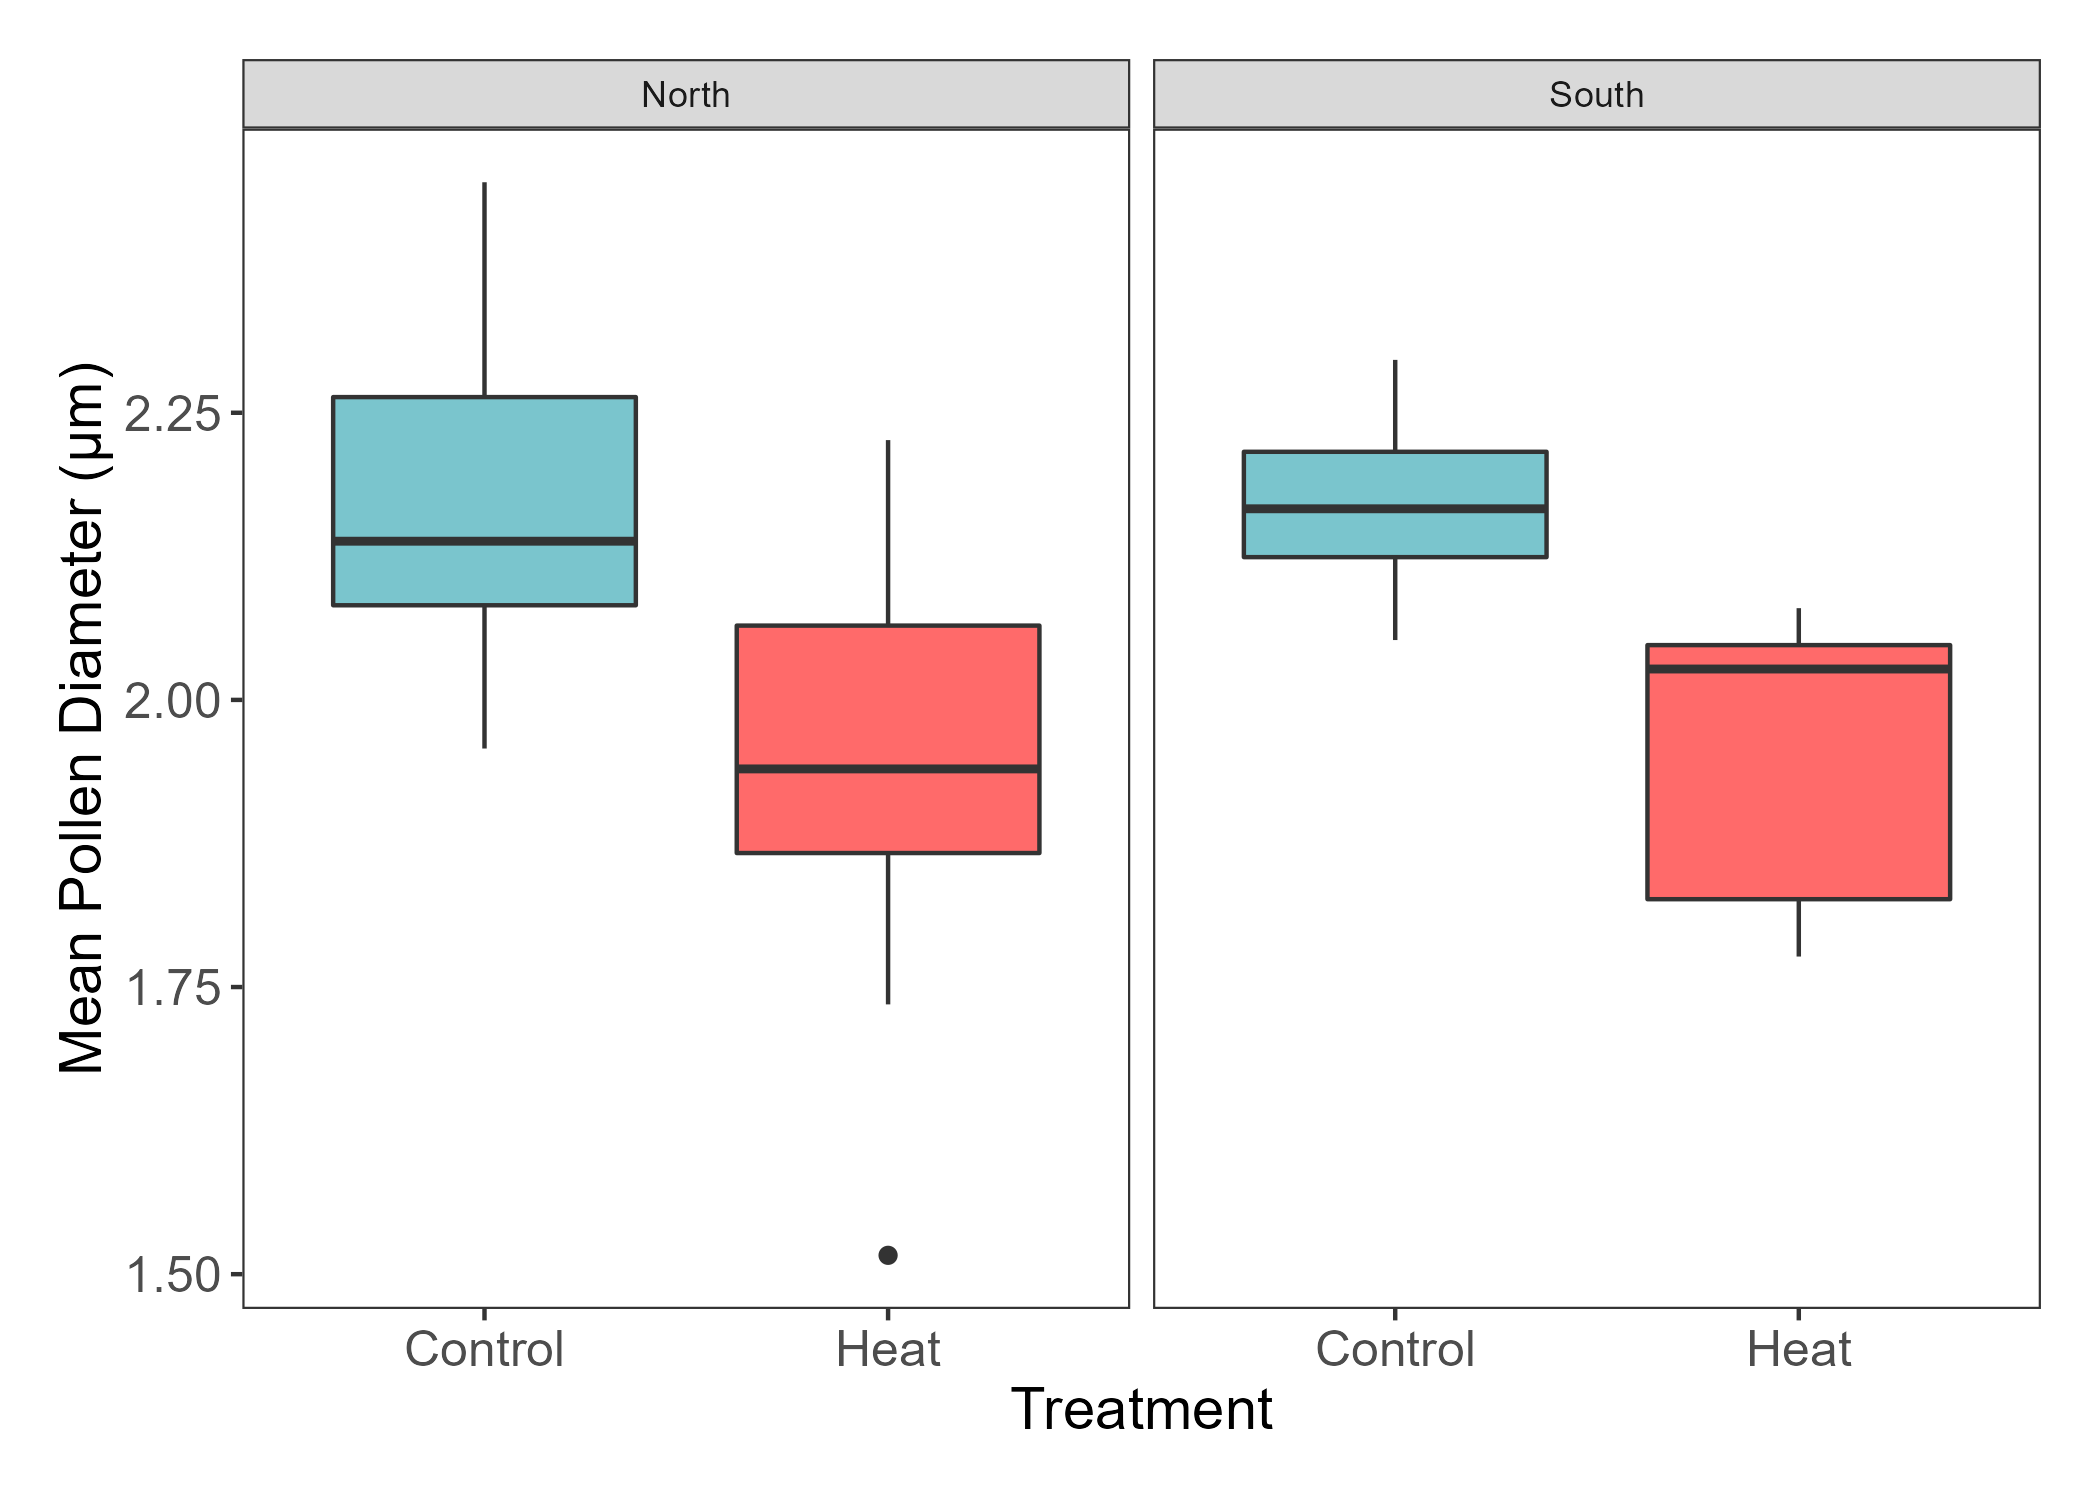 North
South
Mean Pollen Diameter (μm)
2.25
2.00
1.75
1.50
Control
Heat
Control
Heat
Treatment